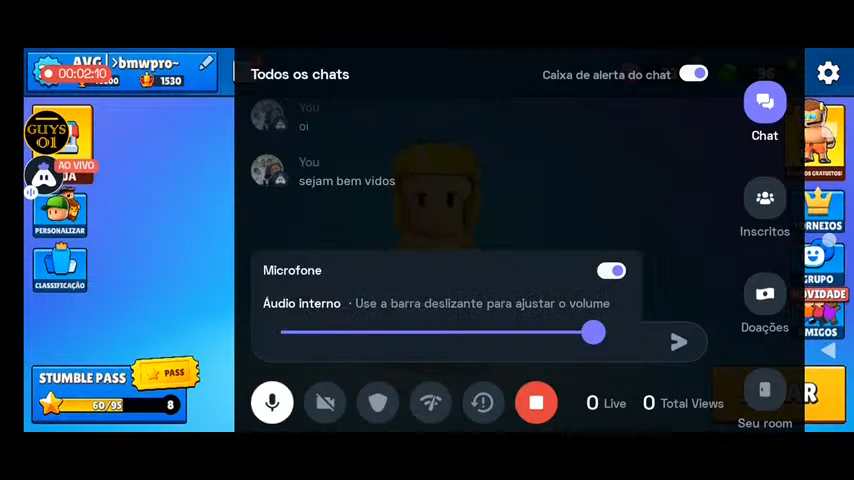 AVG >bmwpro~
00:02:10
1530
GUYS
01
AO VIVO
PERSONALIZAR
CLASSIFICAÇÃO
STUMBLE PASS
PASS
60/95
8
Todos os chats
Caixa de alerta do chat
You
oi
You
sejam bem vidos
Microfone
Áudio interno · Use a barra deslizante para ajustar o volume
0 Live
0 Total Views
Chat
Inscritos
Doações
Seu room
GRUPO
NOVIDADE